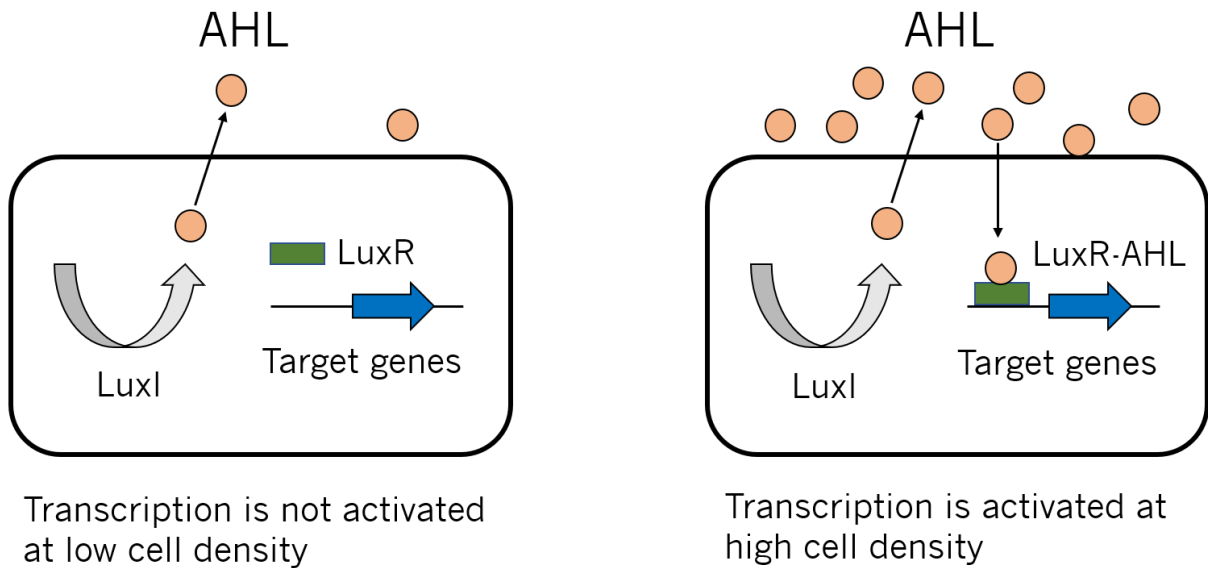 AHL
LuxR
Target genes
LuxI
Transcription is not activated
at low cell density
AHL
LuxR-AHL
Target genes
LuxI
Transcription is activated at
high cell density